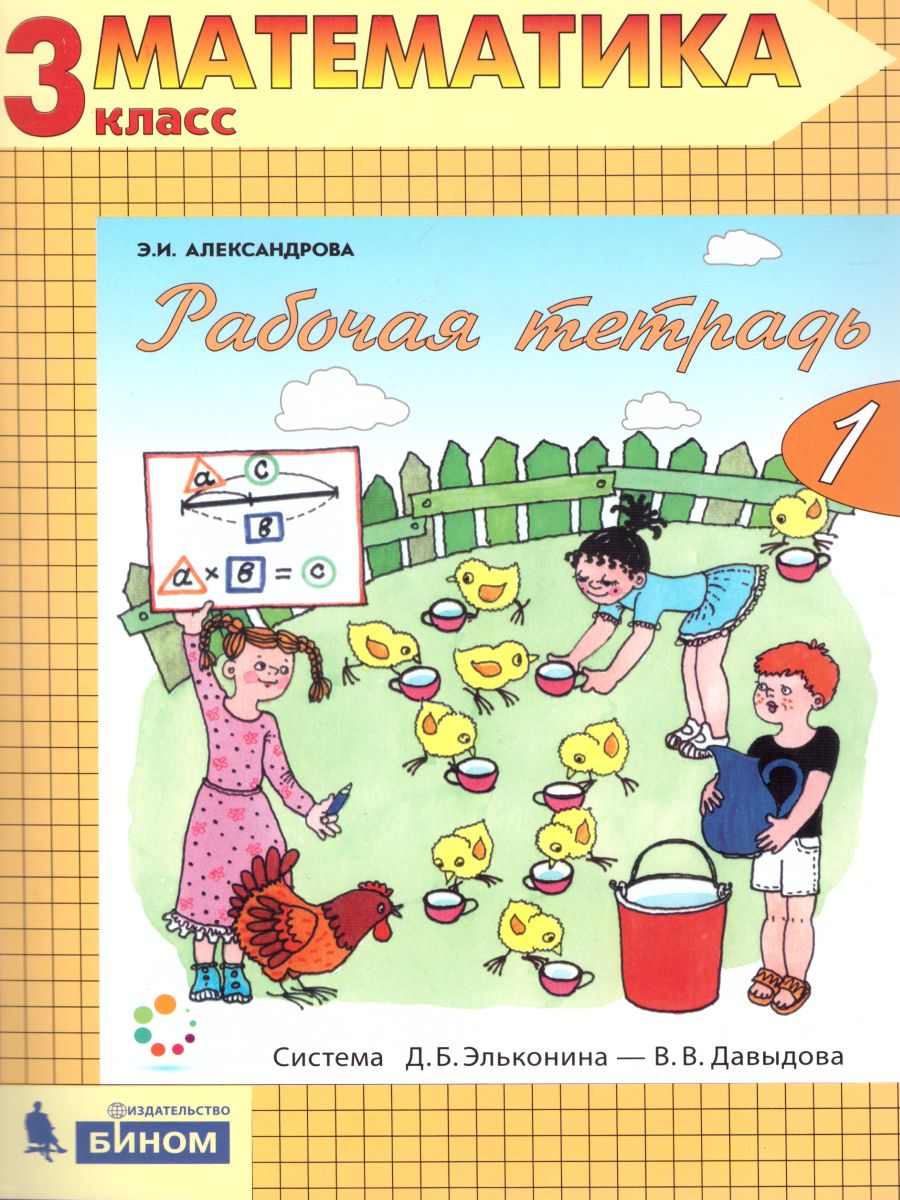 3 МАТЕМАТИКА
класс
Э.И. АЛЕКСАНДРОВА
Рабочая тетрадь
1
а с
в
а × в = с
Система Д.Б. Эльконина — В.В. Давыдова
ИЗДАТЕЛЬСТВО
БИНОМ